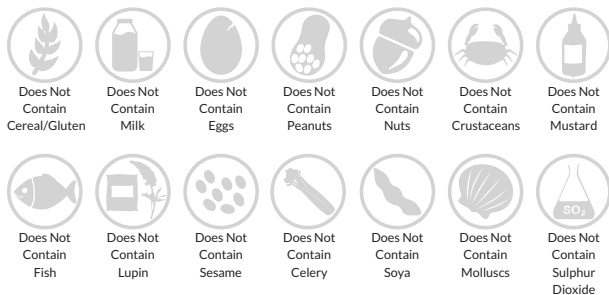 Does Not
Contain
Cereal/Gluten
Does Not
Contain
Milk
Does Not
Contain
Eggs
Does Not
Contain
Peanuts
Does Not
Contain
Nuts
Does Not
Contain
Crustaceans
Does Not
Contain
Mustard
Does Not
Contain
Fish
Does Not
Contain
Lupin
Does Not
Contain
Sesame
Does Not
Contain
Celery
Does Not
Contain
Soya
Does Not
Contain
Molluscs
SO₂
Does Not
Contain
Sulphur
Dioxide